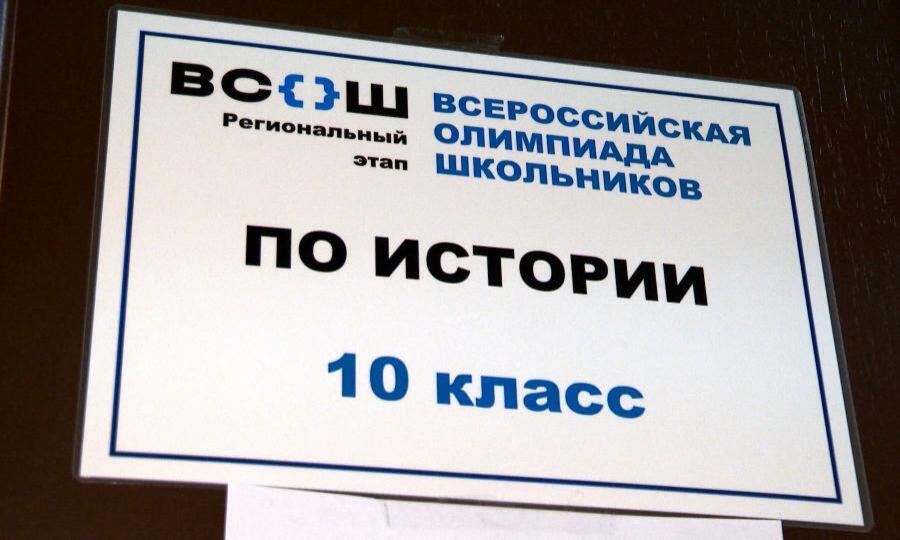 ВС{ }Ш
Региональный
этап
ВСЕРОССИЙСКАЯ
ОЛИМПИАДА
ШКОЛЬНИКОВ
ПО ИСТОРИИ
10 класс